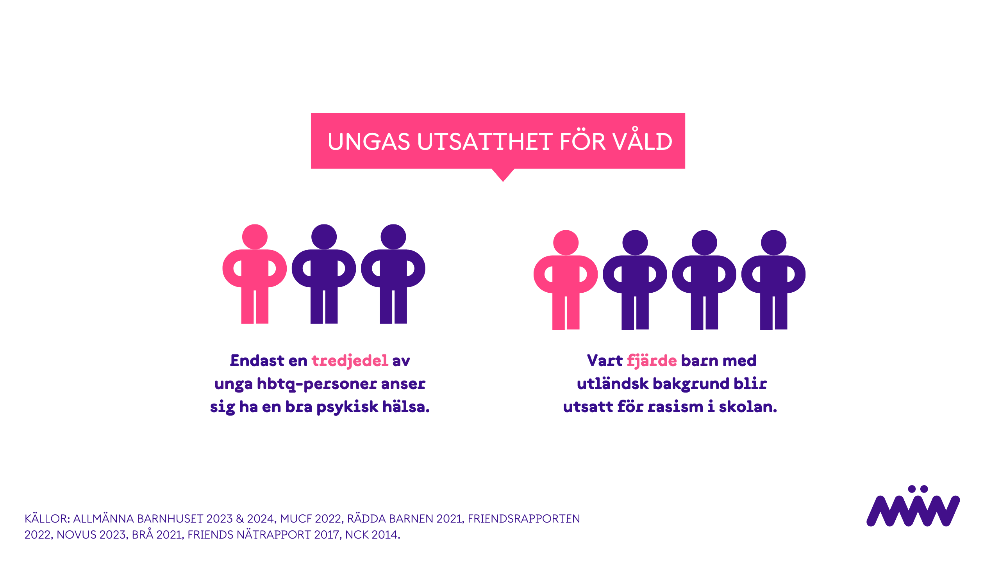 UNGAS UTSATTHET FÖR VÅLD
Endast en tredjedel av
unga hbtq-personer anser
sig ha en bra psykisk hälsa.
Vart fjärde barn med
utländsk bakgrund blir
utsatt för rasism i skolan.
KÄLLOR: ALLMÄNNA BARNHUSET 2023 & 2024, MUCF 2022, RÄDDA BARNEN 2021, FRIENDSRAPPORTEN
2022, NOVUS 2023, BRÅ 2021, FRIENDS NÄTRAPPORT 2017, NCK 2014.
MÄN